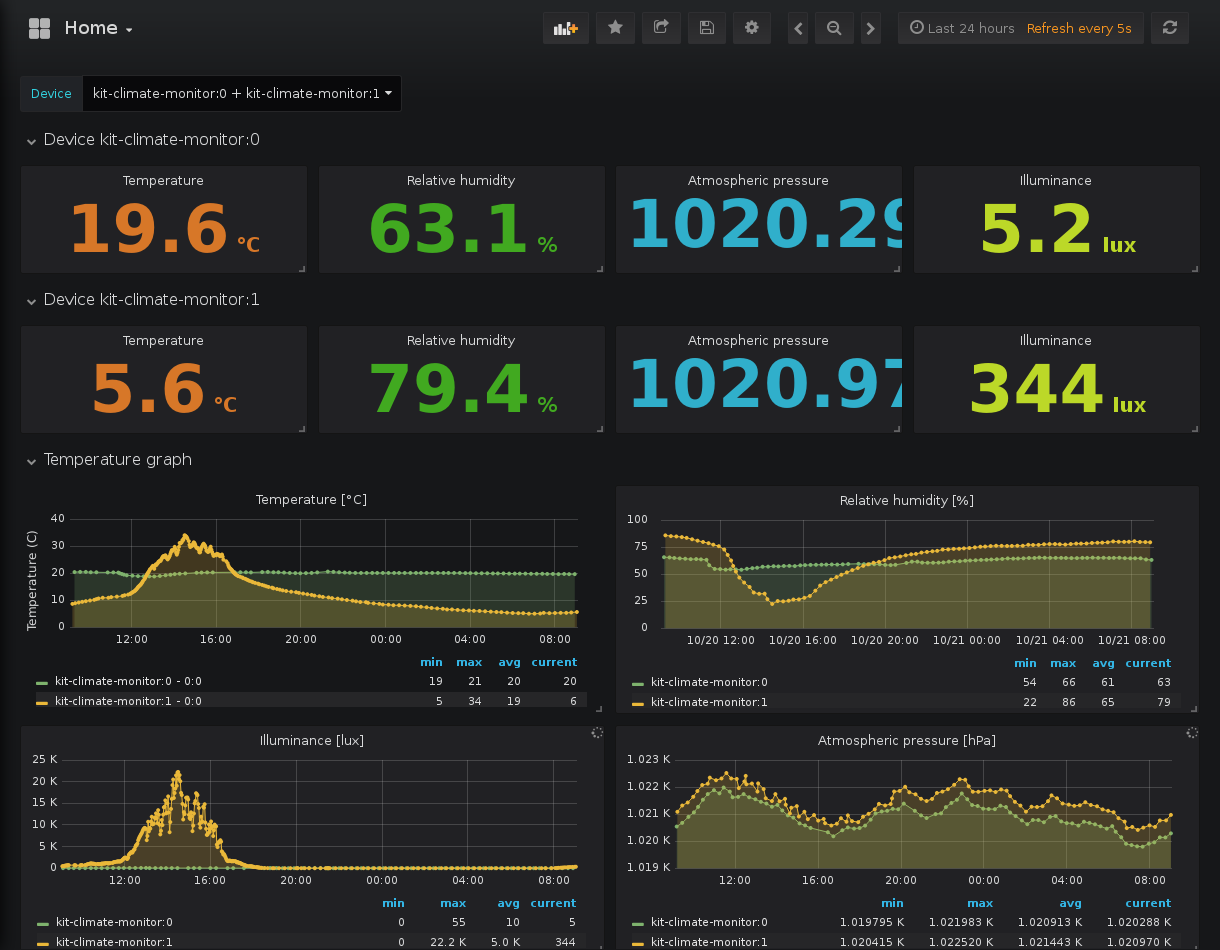 Home
Last 24 hours Refresh every 5s
Device kit-climate-monitor:0 + kit-climate-monitor:1
Device kit-climate-monitor:0
Temperature
19.6 °C
Relative humidity
63.1 %
Atmospheric pressure
1020.29
Illuminance
5.2 lux
Device kit-climate-monitor:1
Temperature
5.6 °C
Relative humidity
79.4 %
Atmospheric pressure
1020.97
Illuminance
344 lux
Temperature graph
Temperature [°C]
Temperature (C)
40
30
20
10
0
12:00 16:00 20:00 00:00 04:00 08:00
min max avg current
kit-climate-monitor:0 - 0:0 19 21 20 20
kit-climate-monitor:1 - 0:0 5 34 19 6
Relative humidity [%]
100
75
50
25
0
10/20 12:00 10/20 16:00 10/20 20:00 10/21 00:00 10/21 04:00 10/21 08:00
min max avg current
kit-climate-monitor:0 54 66 61 63
kit-climate-monitor:1 22 86 65 79
Illuminance [lux]
25 K
20 K
15 K
10 K
5 K
0
12:00 16:00 20:00 00:00 04:00 08:00
min max avg current
kit-climate-monitor:0 0 55 10 5
kit-climate-monitor:1 0 22.2 K 5.0 K 344
Atmospheric pressure [hPa]
1.023 K
1.022 K
1.021 K
1.020 K
1.019 K
12:00 16:00 20:00 00:00 04:00 08:00
min max avg current
kit-climate-monitor:0 1.019795 K 1.021983 K 1.020913 K 1.020288 K
kit-climate-monitor:1 1.020415 K 1.022520 K 1.021443 K 1.020970 K